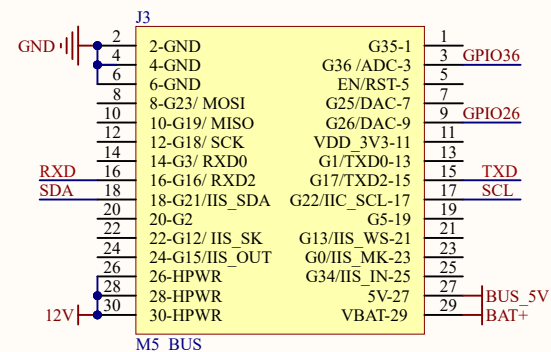 J3
GND 2 2-GND G35-1 1
4 4-GND G36 /ADC-3 3 GPIO36
6 6-GND EN/RST-5 5
8 8-G23/ MOSI G25/DAC-7 7
10 10-G19/ MISO G26/DAC-9 9 GPIO26
12 12-G18/ SCK VDD_3V3-11 11
14 14-G3/ RXD0 G1/TXD0-13 13
RXD 16 16-G16/ RXD2 G17/TXD2-15 15 TXD
SDA 18 18-G21/IIS_SDA G22/IIC_SCL-17 17 SCL
20 20-G2 G5-19 19
22 22-G12/ IIS_SK G13/IIS_WS-21 21
24 24-G15/IIS_OUT G0/IIS_MK-23 23
26 26-HPWR G34/IIS_IN-25 25
28 28-HPWR 5V-27 27 BUS_5V
12V 30 30-HPWR VBAT-29 29 BAT+
M5_BUS